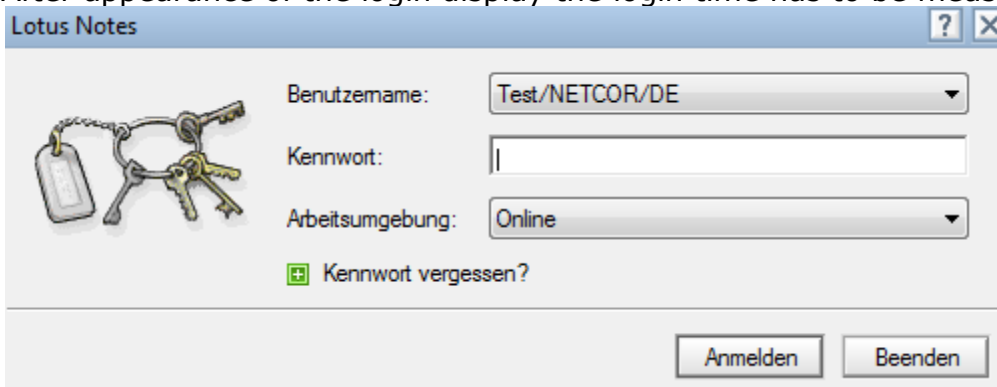 After appearance of the login display the login time has to be meas
Lotus Notes
Benutzername: Test/NETCOR/DE
Kennwort:
Arbeitsumgebung: Online
Kennwort vergessen?
Anmelden Beenden